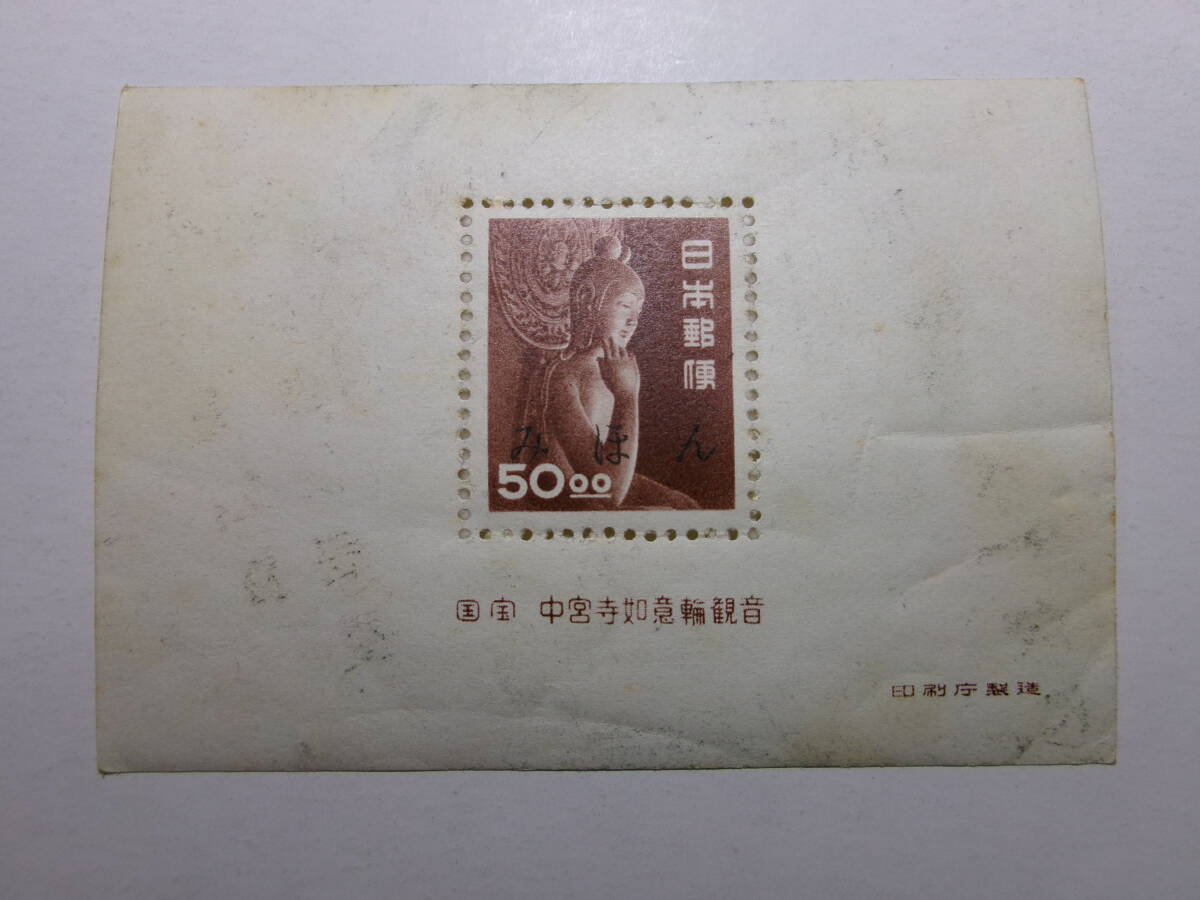 日本郵便
みほん
50.00
国宝 中宮寺如意輪観音
印刷庁製造